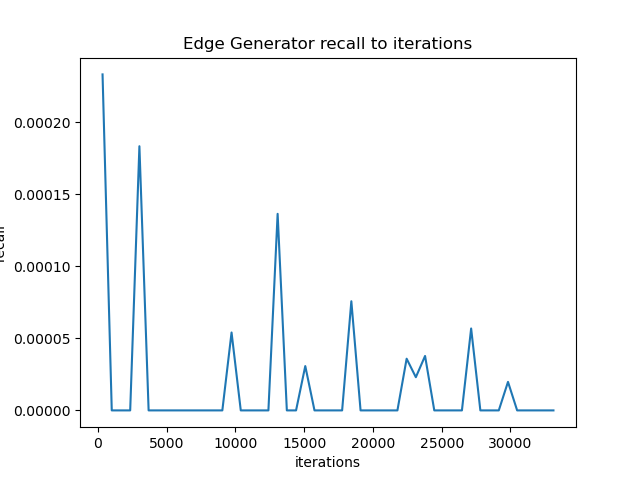 Edge Generator recall to iterations
0.00020
0.00015
0.00010
0.00005
0.00000
recall
0 5000 10000 15000 20000 25000 30000
iterations